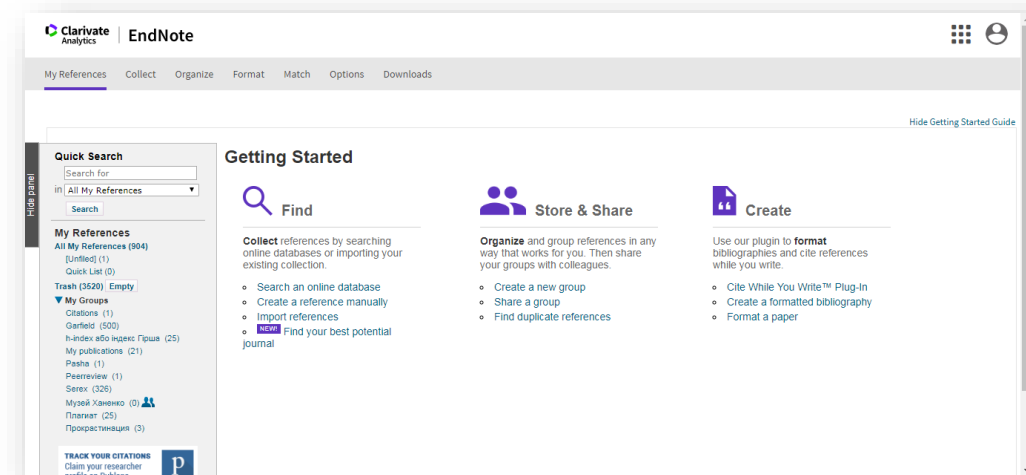 Clarivate
Analytics
EndNote
My References Collect Organize Format Match Options Downloads
Hide Getting Started Guide
Hide panel
Quick Search
Search for
in All My References
Search
My References
All My References (904)
[Unfiled] (1)
Quick List (0)
Trash (3520) Empty
My Groups
Citations (1)
Garfield (500)
h-index або індекс Гірша (25)
My publications (21)
Pasha (1)
Peerreview (1)
Serex (326)
Музей Ханенко (0)
Плагиат (25)
Прокрастинация (3)
TRACK YOUR CITATIONS
Claim your researcher
profile on Publons
p
Getting Started
Find
Collect references by searching
online databases or importing your
existing collection.
Search an online database
Create a reference manually
Import references
NEW! Find your best potential
journal
Store & Share
Organize and group references in any
way that works for you. Then share
your groups with colleagues.
Create a new group
Share a group
Find duplicate references
Create
Use our plugin to format
bibliographies and cite references
while you write.
Cite While You Write™ Plug-In
Create a formatted bibliography
Format a paper